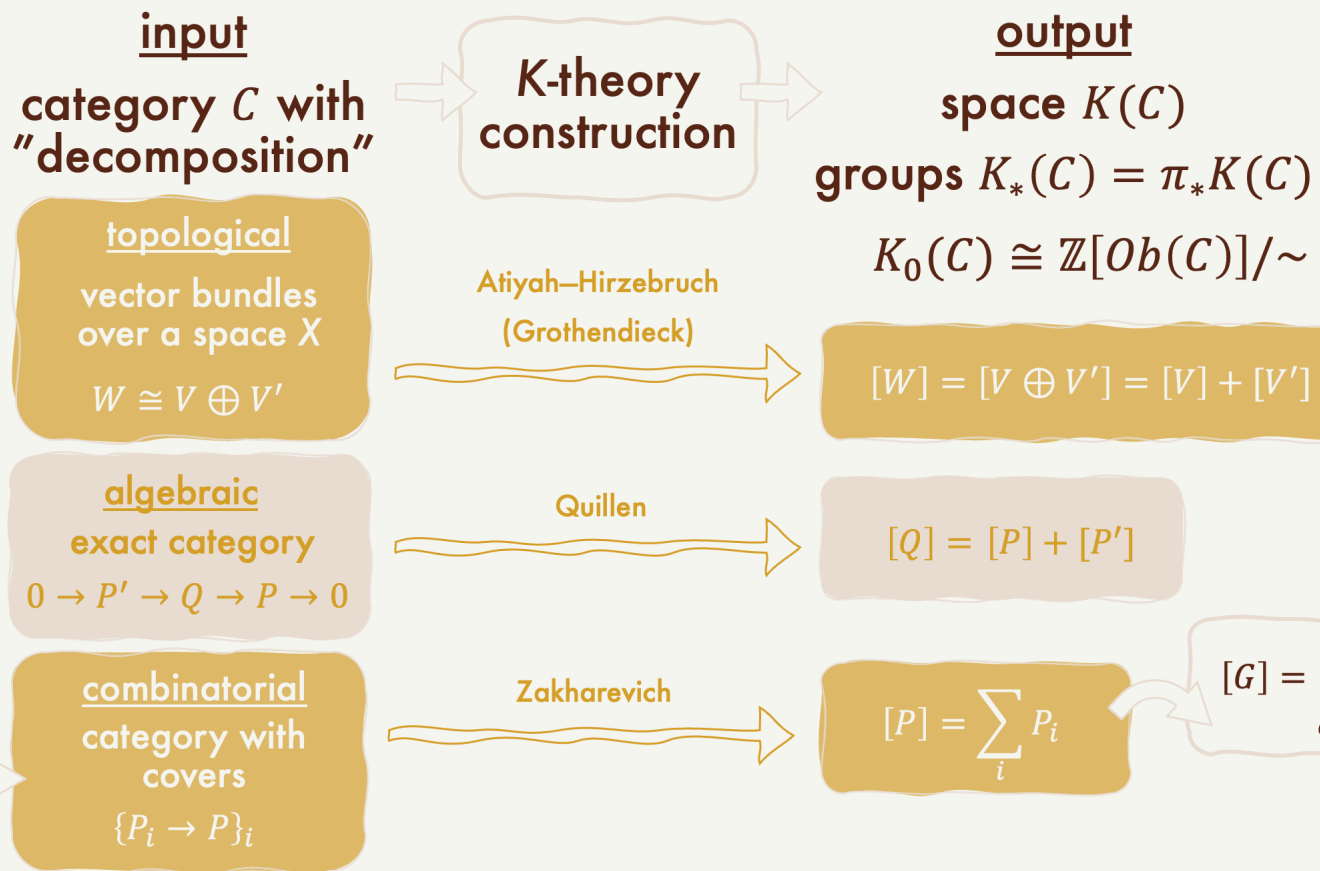 input
category C with
"decomposition"
K-theory
construction
output
space K(C)
groups K_*(C) = π_*K(C)
K_0(C) ≅ ℤ[Ob(C)]/~
topological
vector bundles
over a space X
W ≅ V ⊕ V′
Atiyah–Hirzebruch
(Grothendieck)
[W] = [V ⊕ V′] = [V] + [V′]
algebraic
exact category
0 → P′ → Q → P → 0
Quillen
[Q] = [P] + [P′]
combinatorial
category with
covers
{P_i → P}_i
Zakharevich
[P] = ∑_i P_i
[G] =